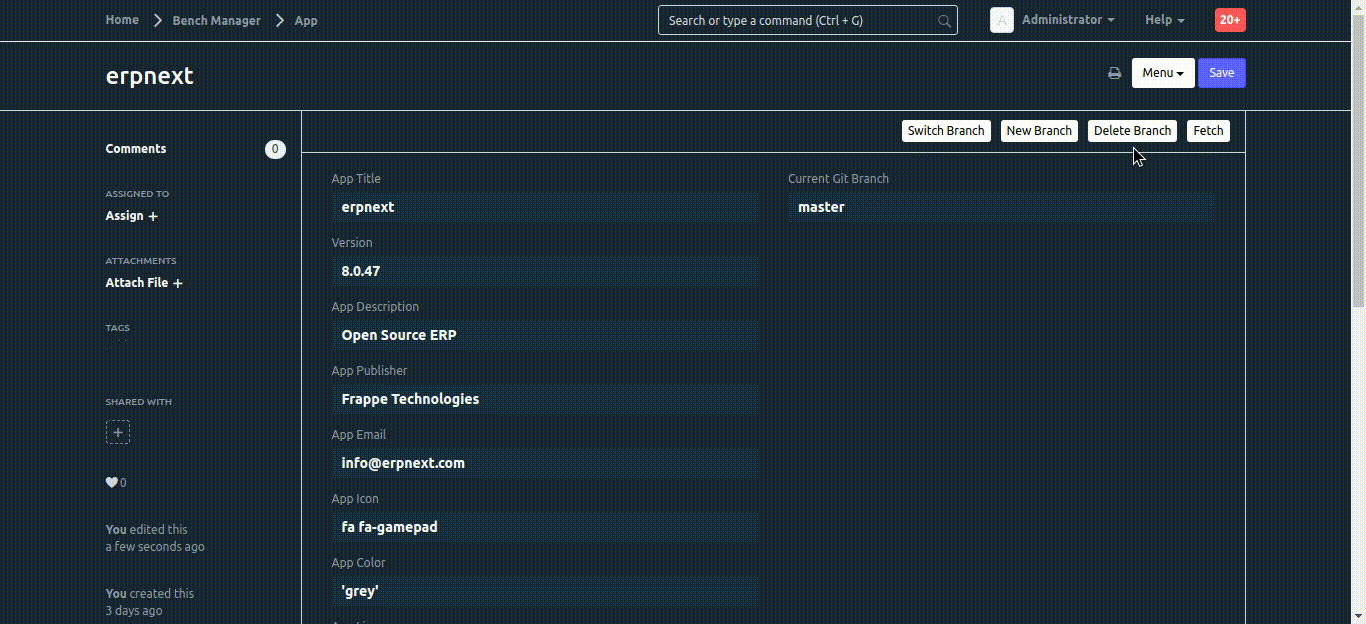 Home Bench Manager App Search or type a command (Ctrl + G) A Administrator Help 20+
erpnext Menu Save
Switch Branch New Branch Delete Branch Fetch
Comments 0
ASSIGNED TO
Assign +
ATTACHMENTS
Attach File +
TAGS
SHARED WITH
+
0
You edited this
a few seconds ago
You created this
3 days ago
App Title
erpnext
Version
8.0.47
App Description
Open Source ERP
App Publisher
Frappe Technologies
App Email
info@erpnext.com
App Icon
fa fa-gamepad
App Color
'grey'
Current Git Branch
master